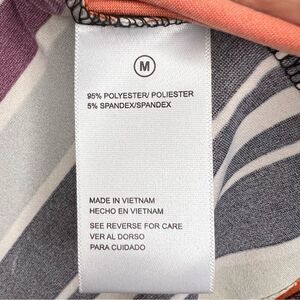 M
95% POLYESTER/ POLIESTER
5% SPANDEX/SPANDEX
MADE IN VIETNAM
HECHO EN VIETNAM
SEE REVERSE FOR CARE
VER AL DORSO
PARA CUIDADO